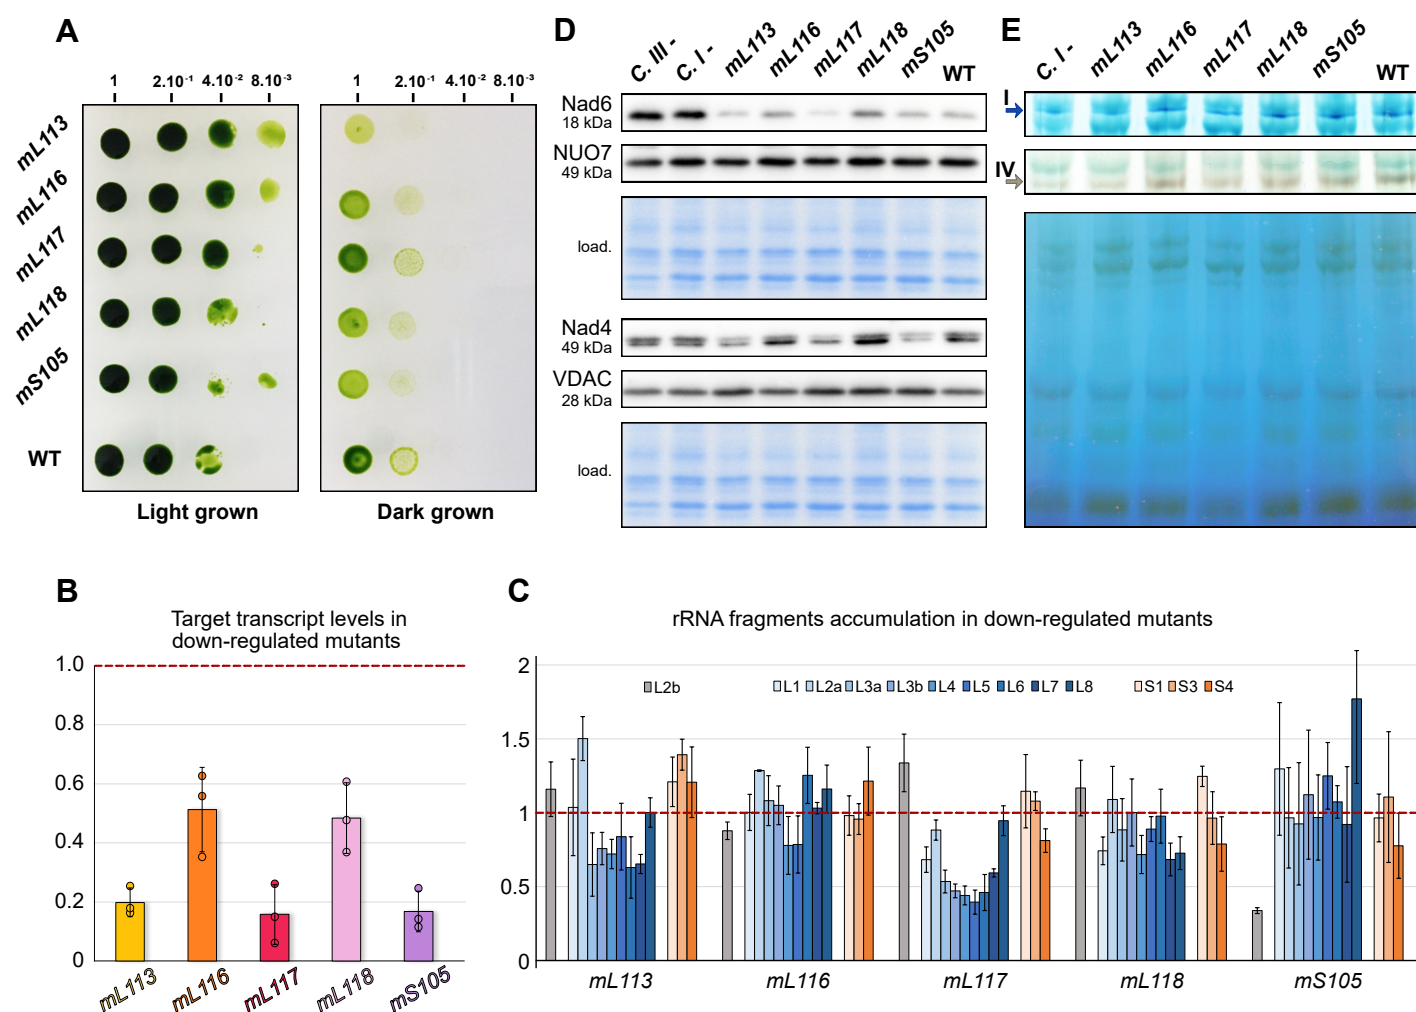 A
1 2.10⁻¹ 4.10⁻² 8.10⁻³
1 2.10⁻¹ 4.10⁻² 8.10⁻³
mL113
mL116
mL117
mL118
mS105
WT
Light grown
Dark grown
D
C. III - C. I - mL113 mL116 mL117 mL118 mS105 WT
Nad6
18 kDa
NUO7
49 kDa
load.
Nad4
49 kDa
VDAC
28 kDa
load.
E
C. I - mL113 mL116 mL117 mL118 mS105 WT
I
IV
B
Target transcript levels in
down-regulated mutants
1.0
0.8
0.6
0.4
0.2
0
mL113 mL116 mL117 mL118 mS105
C
rRNA fragments accumulation in down-regulated mutants
L2b L1 L2a L3a L3b L4 L5 L6 L7 L8 S1 S3 S4
2
1.5
1
0.5
0
mL113 mL116 mL117 mL118 mS105